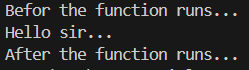 Befor the function runs...
Hello sir...
After the function runs...